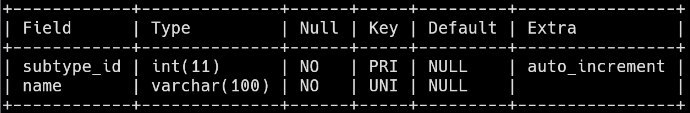 +------------+--------------+------+-----+---------+----------------+
| Field      | Type         | Null | Key | Default | Extra          |
+------------+--------------+------+-----+---------+----------------+
| subtype_id | int(11)      | NO   | PRI | NULL    | auto_increment |
| name       | varchar(100) | NO   | UNI | NULL    |                |
+------------+--------------+------+-----+---------+----------------+